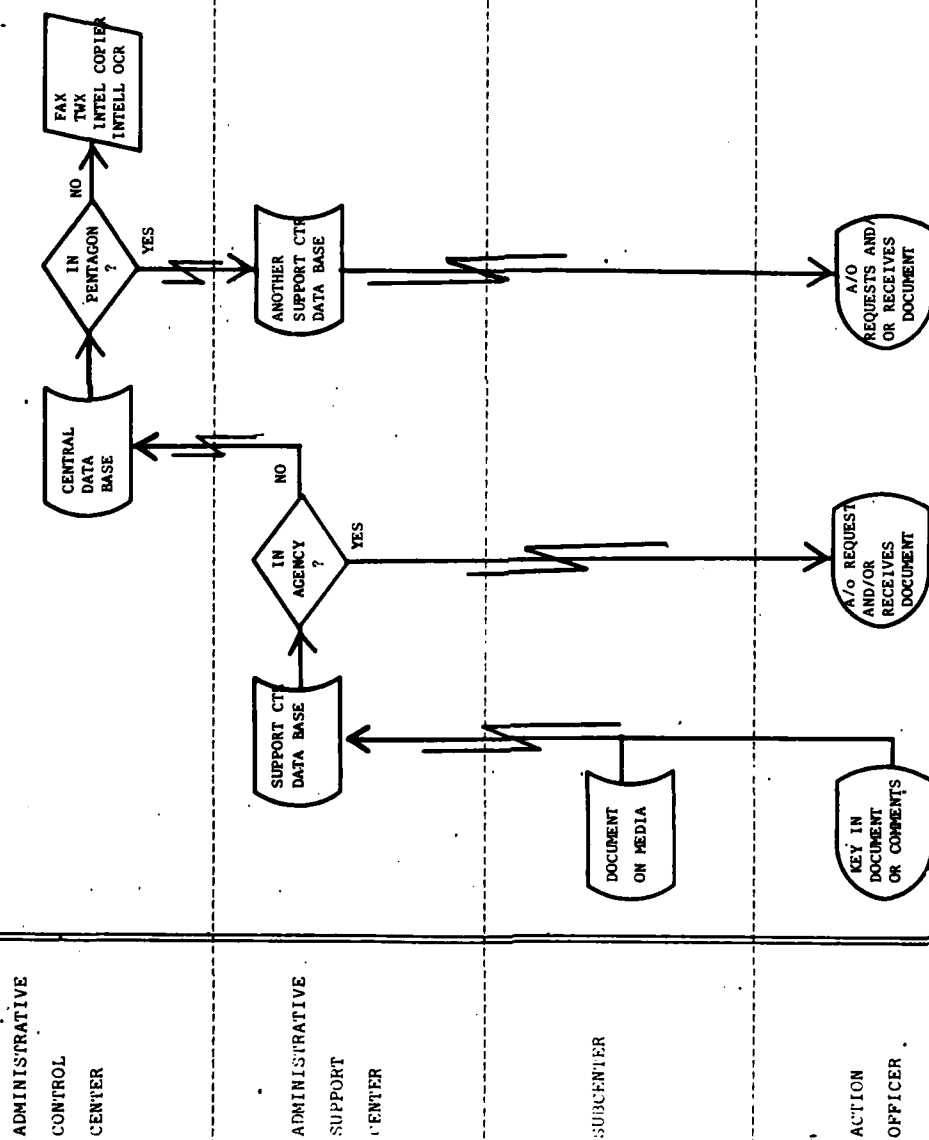 ADMINISTRATIVE
CONTROL
CENTER
CENTRAL
DATA
BASE
IN
PENTAGON
?
NO
YES
FAX
TWX
INTEL COPIER
INTELL OCR
ADMINISTRATIVE
SUPPORT
CENTER
SUPPORT CTR
DATA BASE
IN
AGENCY
?
NO
YES
ANOTHER
SUPPORT CTR
DATA BASE
SUBCENTER
DOCUMENT
ON MEDIA
ACTION
OFFICER
KEY IN
DOCUMENT
OR COMMENTS
A/o REQUEST
AND/OR
RECEIVES
DOCUMENT
A/O
REQUESTS AND/
OR RECEIVES
DOCUMENT